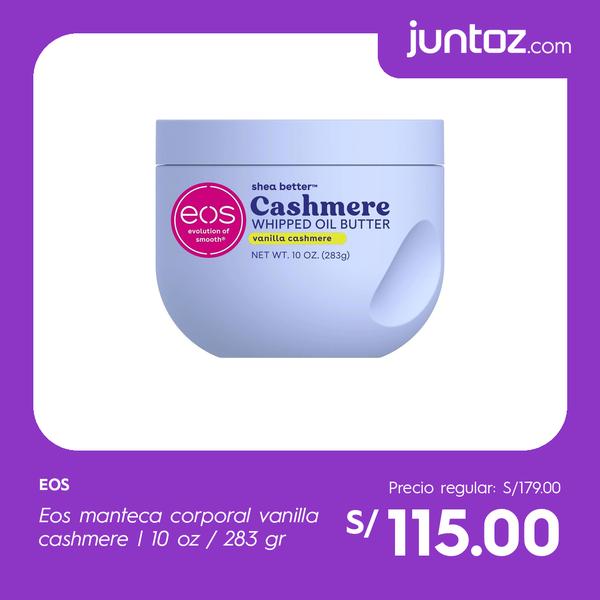 juntoz.com
shea better™
Cashmere
WHIPPED OIL BUTTER
vanilla cashmere
NET WT. 10 OZ. (283g)
eos
evolution of
smooth®
EOS
Eos manteca corporal vanilla
cashmere | 10 oz / 283 gr
Precio regular: S/179.00
S/115.00